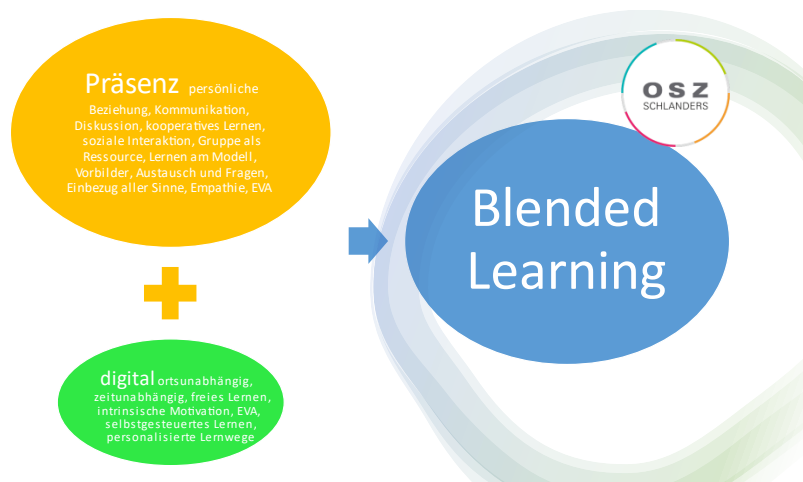 Präsenz persönliche
Beziehung, Kommunikation,
Diskussion, kooperatives Lernen,
soziale Interaktion, Gruppe als
Ressource, Lernen am Modell,
Vorbilder, Austausch und Fragen,
Einbezug aller Sinne, Empathie, EVA
digital ortsunabhängig,
zeitunabhängig, freies Lernen,
intrinsische Motivation, EVA,
selbstgesteuertes Lernen,
personalisierte Lernwege
OSZ
SCHLANDERS
Blended
Learning